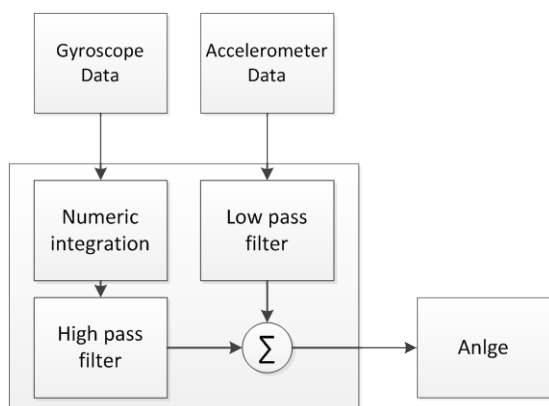 Gyroscope
Data
Accelerometer
Data
Numeric
integration
Low pass
filter
High pass
filter
Σ
Anlge